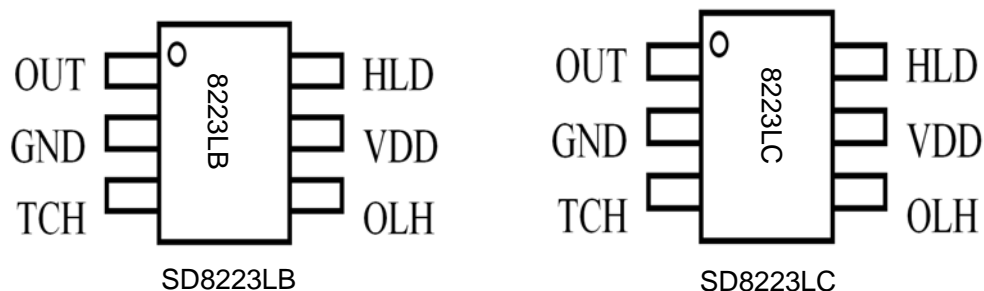 OUT
GND
TCH
8223LB
HLD
VDD
OLH
SD8223LB
OUT
GND
TCH
8223LC
HLD
VDD
OLH
SD8223LC